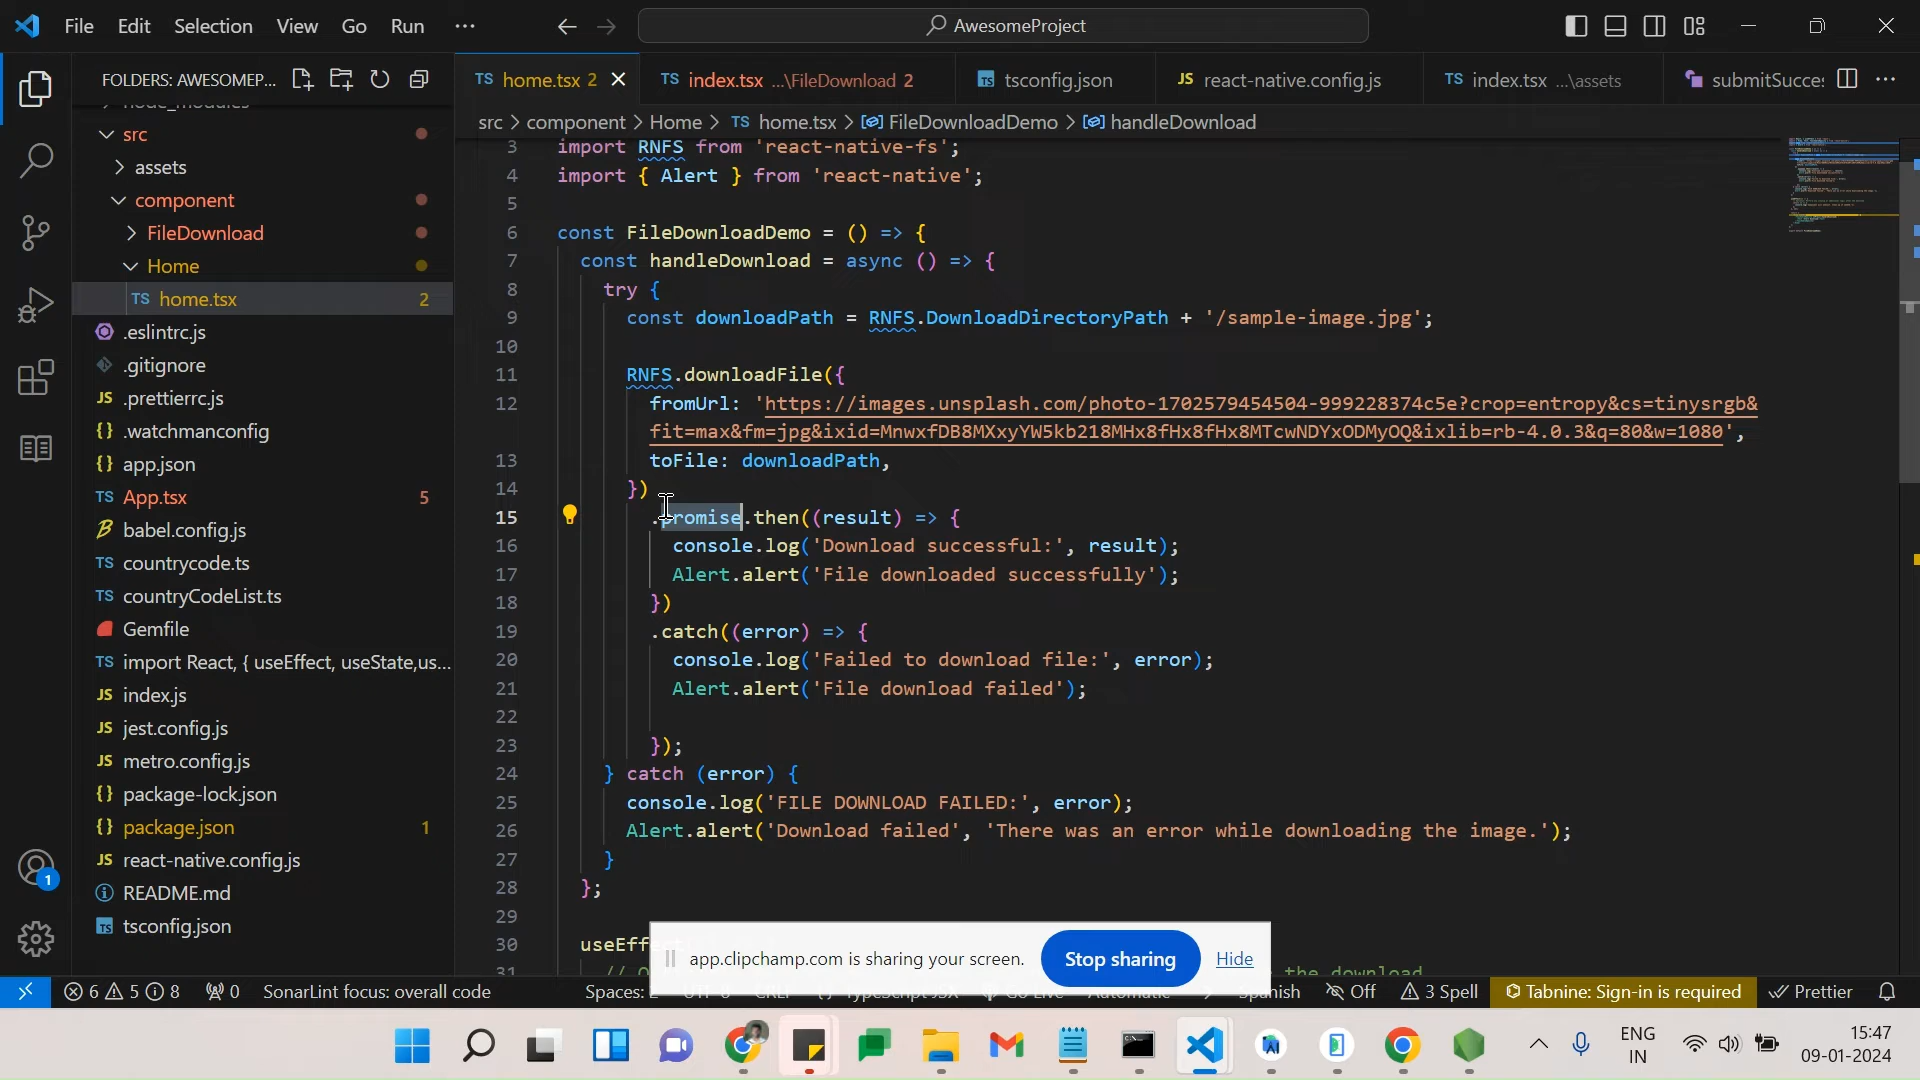 File Edit Selection View Go Run ··· AwesomeProject
FOLDERS: AWESOMEP...
TS home.tsx 2 TS index.tsx ...\FileDownload 2 tsconfig.json JS react-native.config.js TS index.tsx ...\assets submitSucces
src > component > Home > TS home.tsx > FileDownloadDemo > handleDownload
node_modules
src
assets
component
FileDownload
Home
TS home.tsx 2
.eslintrc.js
.gitignore
JS .prettierrc.js
{} .watchmanconfig
{} app.json
TS App.tsx 5
babel.config.js
TS countrycode.ts
TS countryCodeList.ts
Gemfile
TS import React, { useEffect, useState,us...
JS index.js
JS jest.config.js
JS metro.config.js
{} package-lock.json
{} package.json 1
JS react-native.config.js
README.md
TS tsconfig.json
1
3 import RNFS from 'react-native-fs';
4 import { Alert } from 'react-native';
5
6 const FileDownloadDemo = () => {
7 const handleDownload = async () => {
8 try {
9 const downloadPath = RNFS.DownloadDirectoryPath + '/sample-image.jpg';
10
11 RNFS.downloadFile({
12 fromUrl: 'https://images.unsplash.com/photo-1702579454504-999228374c5e?crop=entropy&cs=tinysrgb&
fit=max&fm=jpg&ixid=MnwxfDB8MXxyYW5kb218MHx8fHx8fHx8MTcwNDYxODMyOQ&ixlib=rb-4.0.3&q=80&w=1080',
13 toFile: downloadPath,
14 })
15 .promise.then((result) => {
16 console.log('Download successful:', result);
17 Alert.alert('File downloaded successfully');
18 })
19 .catch((error) => {
20 console.log('Failed to download file:', error);
21 Alert.alert('File download failed');
22
23 });
24 } catch (error) {
25 console.log('FILE DOWNLOAD FAILED:', error);
26 Alert.alert('Download failed', 'There was an error while downloading the image.');
27 }
28 };
29
30 useEff
31 // the download
app.clipchamp.com is sharing your screen. Stop sharing Hide
6 5 8 0 SonarLint focus: overall code Spaces: Spanish Off 3 Spell Tabnine: Sign-in is required Prettier
ENG
IN
15:47
09-01-2024